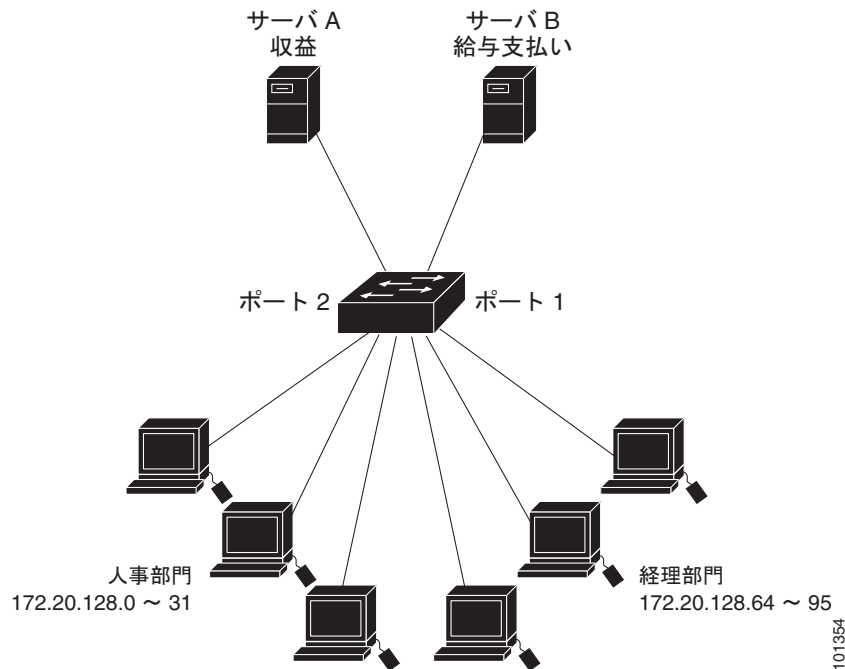 サーバ A
収益
サーバ B
給与支払い
ポート 2
ポート 1
人事部門
172.20.128.0 ～ 31
経理部門
172.20.128.64 ～ 95
101354